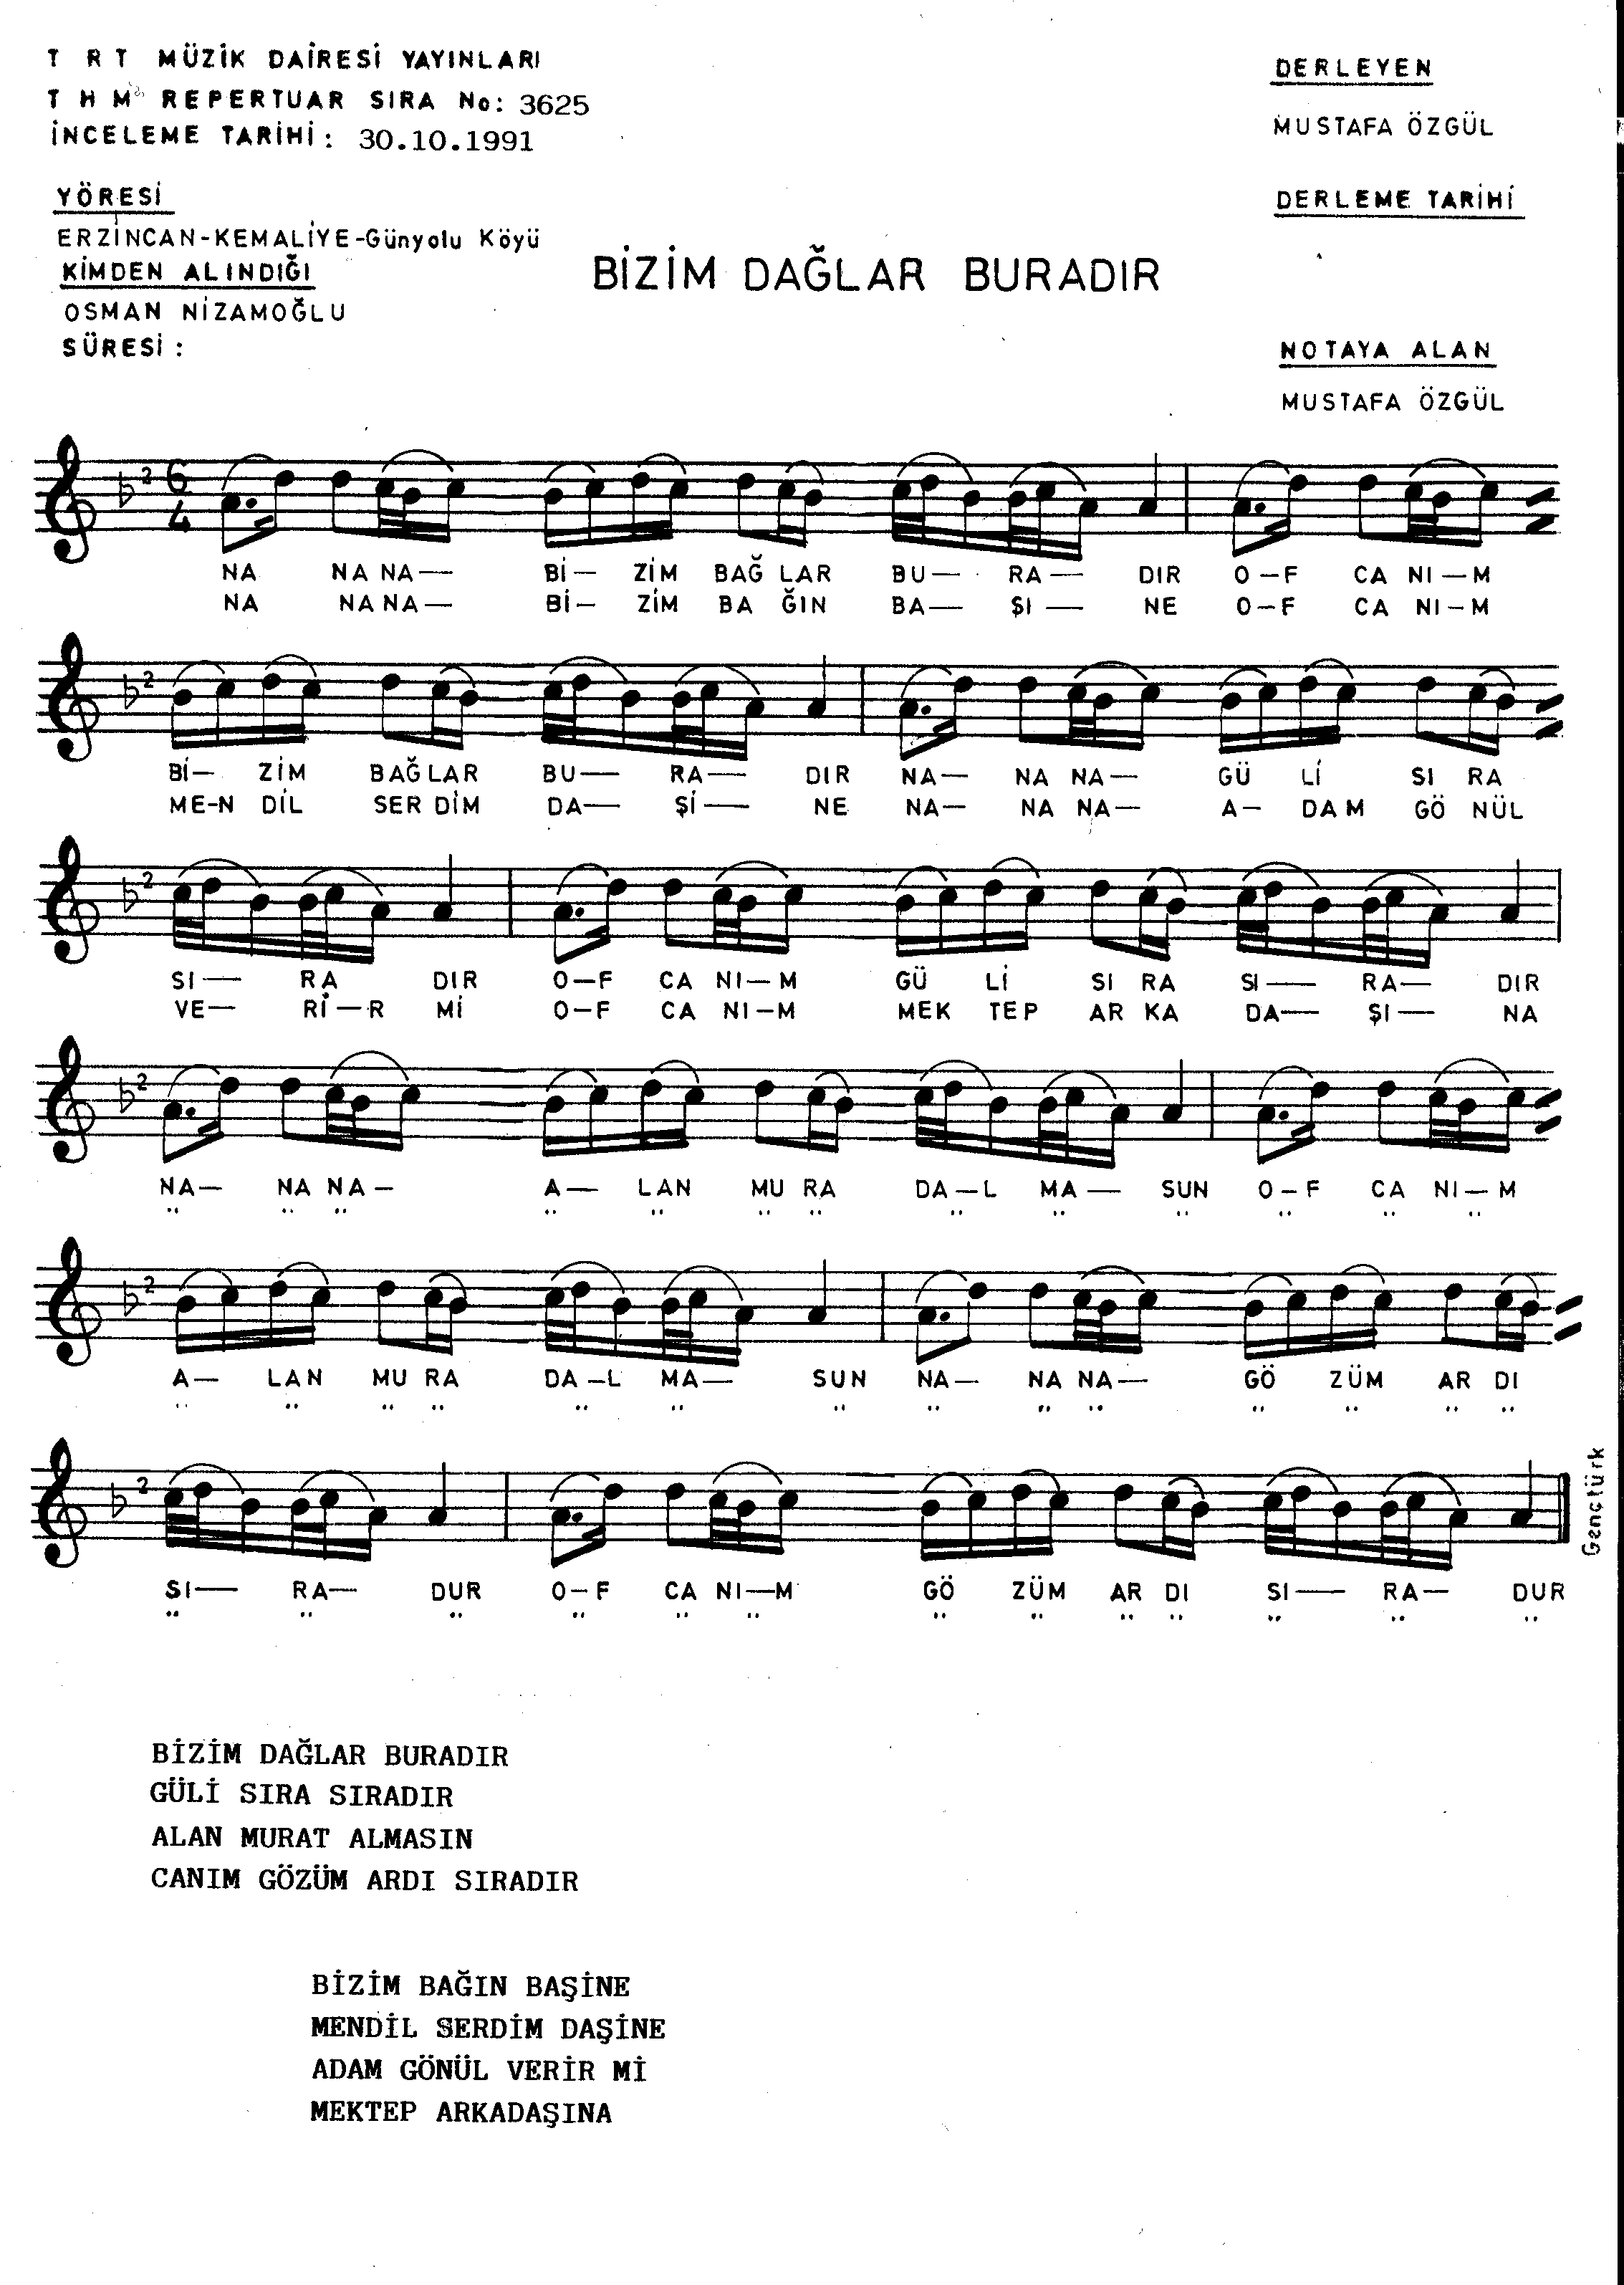 T R T MÜZİK DAİRESİ YAYINLARI
T H M REPERTUAR SIRA No: 3625
İNCELEME TARİHİ : 30.10.1991
DERLEYEN
MUSTAFA ÖZGÜL
YÖRESİ
ERZİNCAN-KEMALİYE-Günyolu Köyü
KİMDEN ALINDIĞI
OSMAN NİZAMOĞLU
SÜRESİ :
DERLEME TARİHİ
BİZİM DAĞLAR BURADIR
NOTAYA ALAN
MUSTAFA ÖZGÜL
2 6 4
NA NA NA— Bİ— ZİM BAĞ LAR BU— RA— DIR O—F CA NI—M
NA NA NA— Bİ— ZİM BA ĞIN BA— ŞI— NE O—F CA NI—M
2
Bİ— ZİM BAĞ LAR BU— RA— DIR NA— NA NA— GÜ Lİ SI RA
ME-N DİL SER DİM DA— Şİ— NE NA— NA NA— A— DAM GÖ NÜL
2
SI— RA DIR O—F CA NI—M GÜ Lİ SI RA SI— RA— DIR
VE— Rİ—R Mİ O—F CA NI—M MEK TEP AR KA DA— ŞI— NA
2
NA— NA NA— A— LAN MU RA DA—L MA— SUN O—F CA NI—M
" " " " " " " " " " " " "
2
A— LAN MU RA DA—L MA— SUN NA— NA NA— GÖ ZÜM AR DI
" " " " " " " " " " " " " "
2
SI— RA— DUR O—F CA NI—M GÖ ZÜM AR DI SI— RA— DUR
" " " " " " " " " " " " "
Gençtürk
BİZİM DAĞLAR BURADIR
GÜLİ SIRA SIRADIR
ALAN MURAT ALMASIN
CANIM GÖZÜM ARDI SIRADIR
BİZİM BAĞIN BAŞİNE
MENDİL SERDİM DAŞİNE
ADAM GÖNÜL VERİR Mİ
MEKTEP ARKADAŞINA